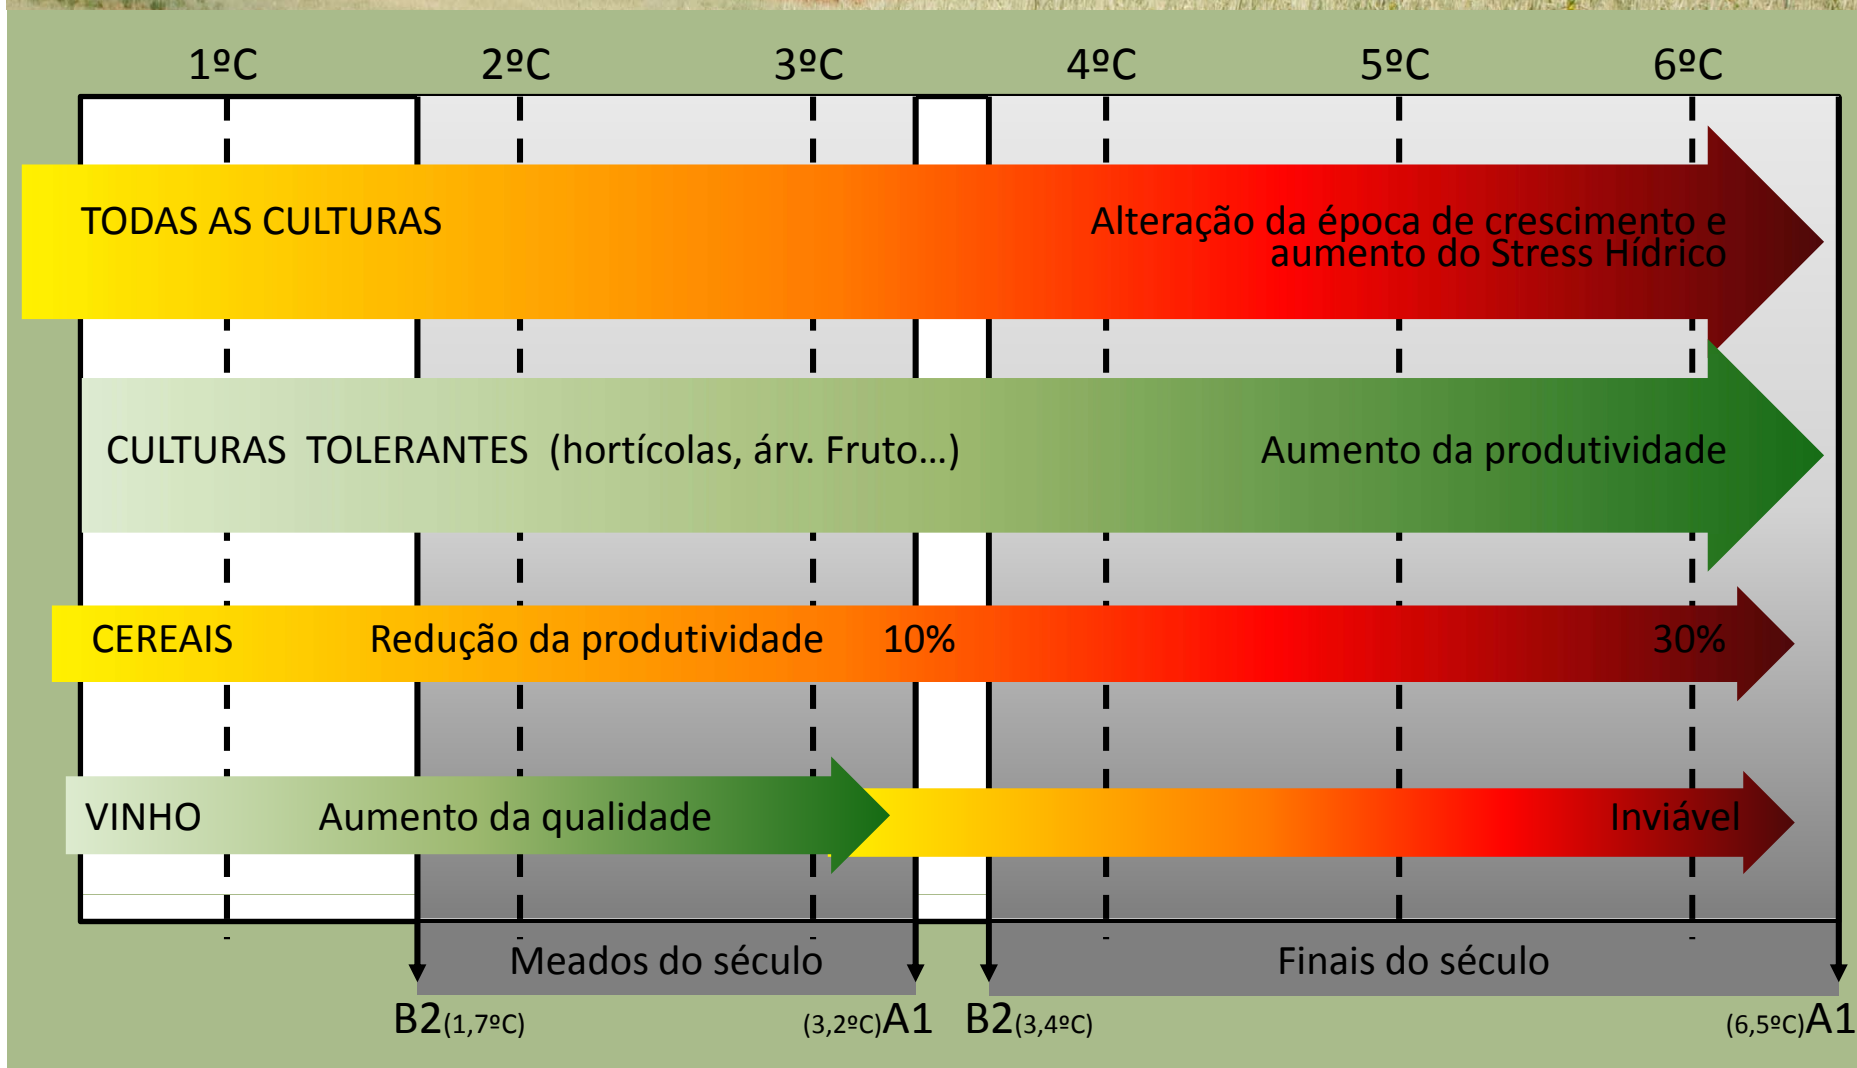 1ºC 2ºC 3ºC 4ºC 5ºC 6ºC
TODAS AS CULTURAS
Alteração da época de crescimento e
aumento do Stress Hídrico
CULTURAS TOLERANTES (hortícolas, árv. Fruto...)
Aumento da produtividade
CEREAIS Redução da produtividade 10% 30%
VINHO Aumento da qualidade Inviável
Meados do século Finais do século
B2(1,7ºC) (3,2ºC)A1 B2(3,4ºC) (6,5ºC)A1